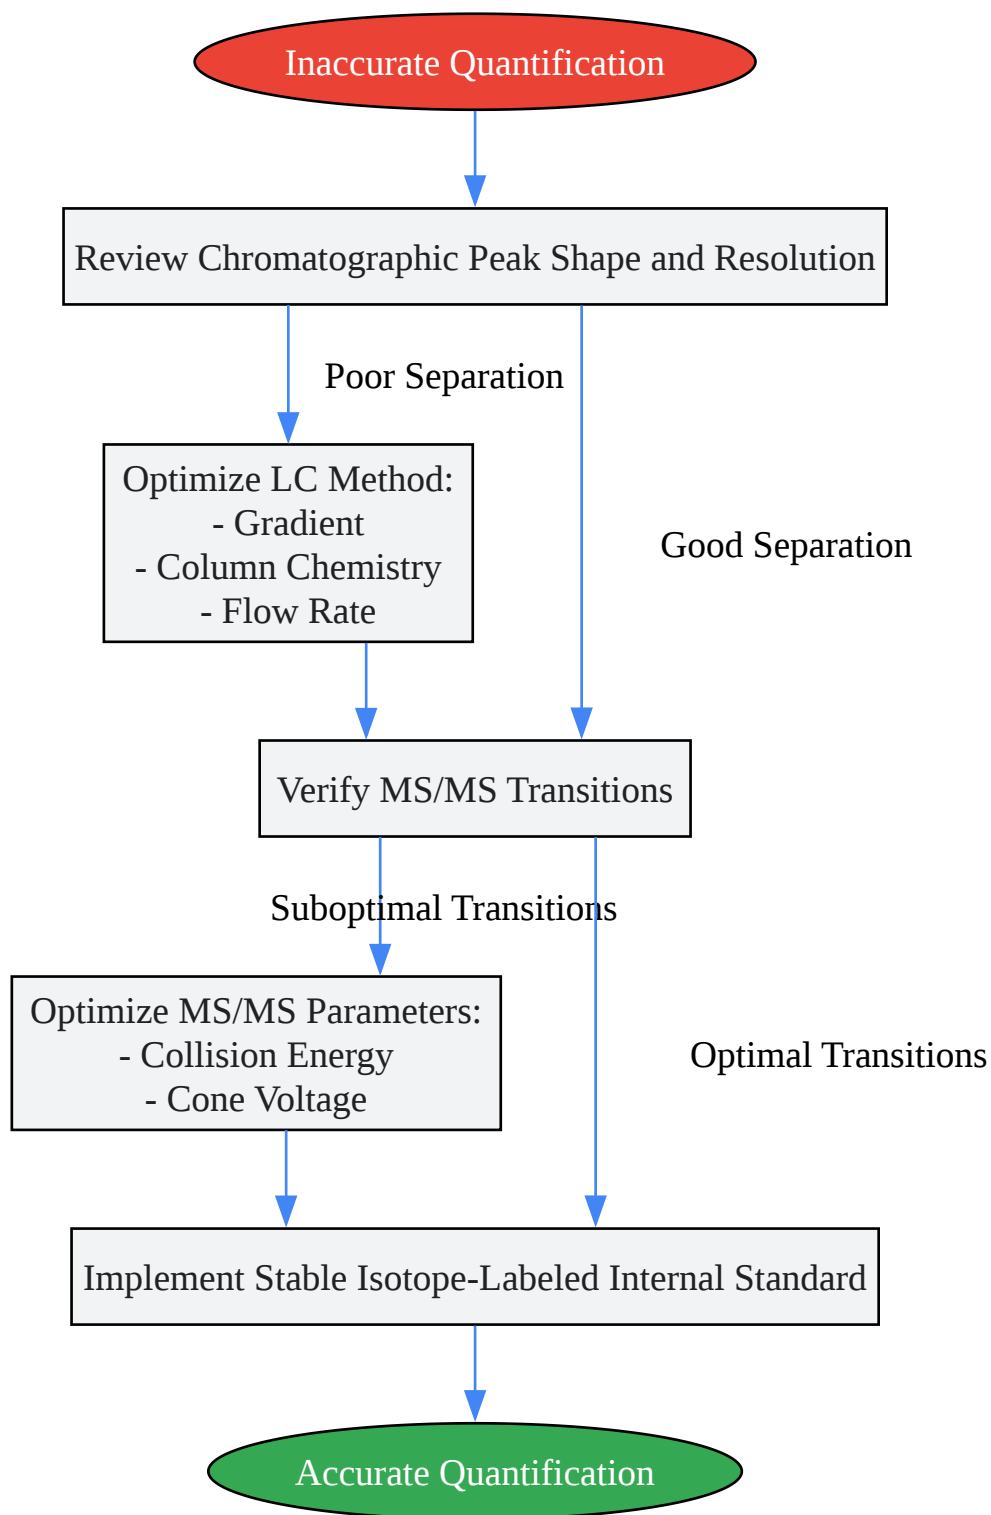 Inaccurate Quantification
Review Chromatographic Peak Shape and Resolution
Poor Separation
Optimize LC Method:
- Gradient
- Column Chemistry
- Flow Rate
Good Separation
Verify MS/MS Transitions
Suboptimal Transitions
Optimize MS/MS Parameters:
- Collision Energy
- Cone Voltage
Optimal Transitions
Implement Stable Isotope-Labeled Internal Standard
Accurate Quantification